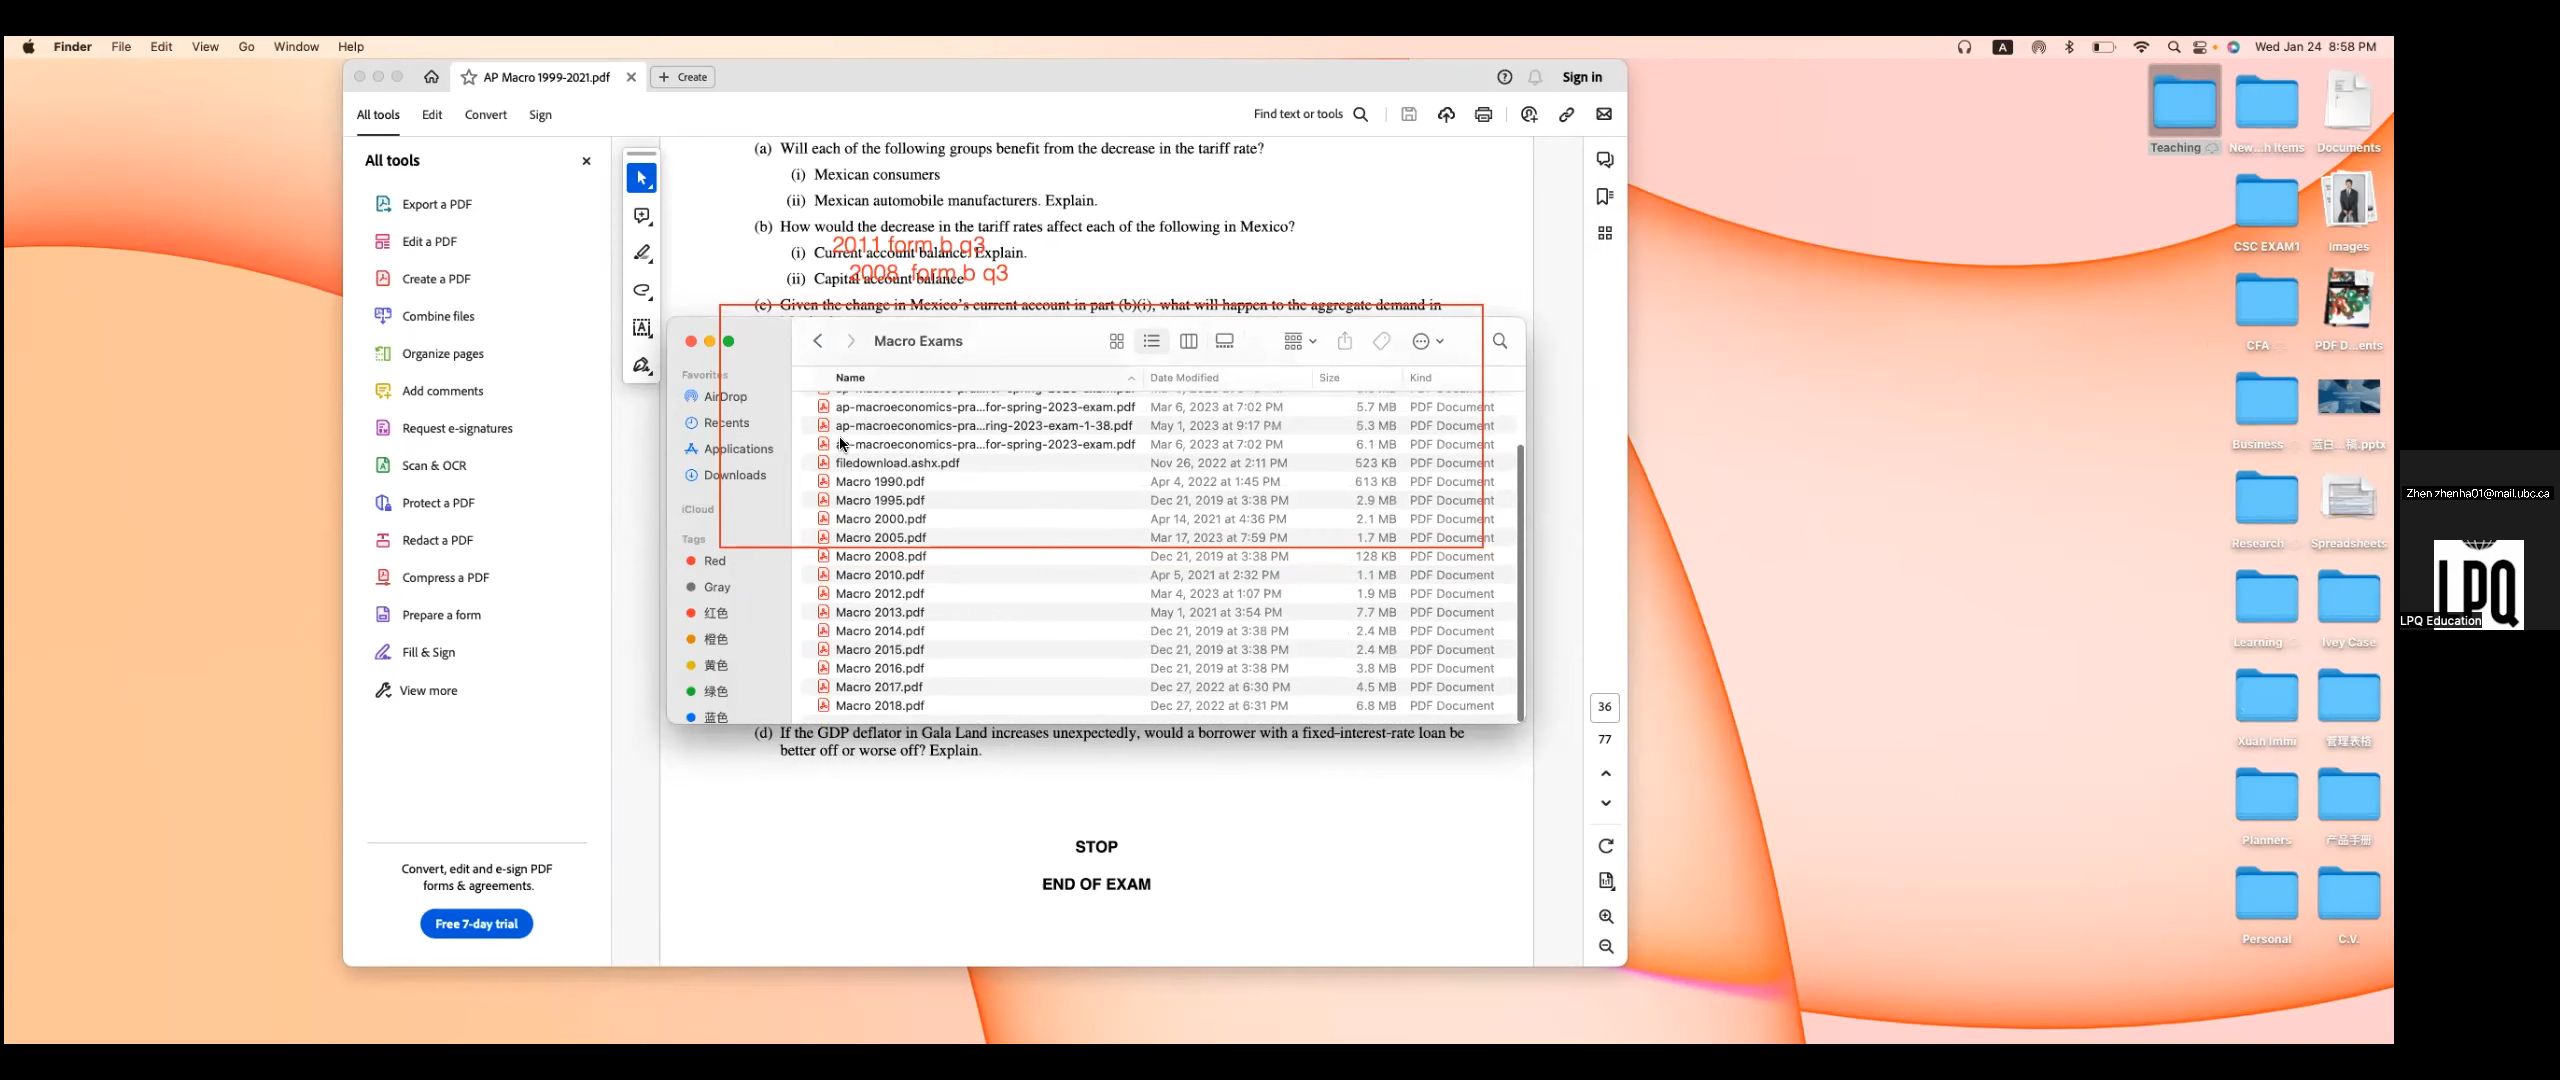 Finder File Edit View Go Window Help
A
Wed Jan 24 8:58 PM
AP Macro 1999-2021.pdf
Create
Sign in
All tools Edit Convert Sign
Find text or tools
All tools
Export a PDF
Edit a PDF
Create a PDF
Combine files
Organize pages
Add comments
Request e-signatures
Scan & OCR
Protect a PDF
Redact a PDF
Compress a PDF
Prepare a form
Fill & Sign
View more
Convert, edit and e-sign PDF
forms & agreements.
Free 7-day trial
(a) Will each of the following groups benefit from the decrease in the tariff rate?
(i) Mexican consumers
(ii) Mexican automobile manufacturers. Explain.
(b) How would the decrease in the tariff rates affect each of the following in Mexico?
2011 form b q3
(i) Current account balance. Explain.
2008 form b q3
(ii) Capital account balance
(c) Given the change in Mexico's current account in part (b)(i), what will happen to the aggregate demand in
Macro Exams
Favorites
AirDrop
Recents
Applications
Downloads
iCloud
Tags
Red
Gray
红色
橙色
黄色
绿色
蓝色
Name Date Modified Size Kind
ap-macroeconomics-pra...for-spring-2023-exam.pdf Mar 6, 2023 at 7:02 PM 5.7 MB PDF Document
ap-macroeconomics-pra...ring-2023-exam-1-38.pdf May 1, 2023 at 9:17 PM 5.3 MB PDF Document
ap-macroeconomics-pra...for-spring-2023-exam.pdf Mar 6, 2023 at 7:02 PM 6.1 MB PDF Document
filedownload.ashx.pdf Nov 26, 2022 at 2:11 PM 523 KB PDF Document
Macro 1990.pdf Apr 4, 2022 at 1:45 PM 613 KB PDF Document
Macro 1995.pdf Dec 21, 2019 at 3:38 PM 2.9 MB PDF Document
Macro 2000.pdf Apr 14, 2021 at 4:36 PM 2.1 MB PDF Document
Macro 2005.pdf Mar 17, 2023 at 7:59 PM 1.7 MB PDF Document
Macro 2008.pdf Dec 21, 2019 at 3:38 PM 128 KB PDF Document
Macro 2010.pdf Apr 5, 2021 at 2:32 PM 1.1 MB PDF Document
Macro 2012.pdf Mar 4, 2023 at 1:07 PM 1.9 MB PDF Document
Macro 2013.pdf May 1, 2021 at 3:54 PM 7.7 MB PDF Document
Macro 2014.pdf Dec 21, 2019 at 3:38 PM 2.4 MB PDF Document
Macro 2015.pdf Dec 21, 2019 at 3:38 PM 2.4 MB PDF Document
Macro 2016.pdf Dec 21, 2019 at 3:38 PM 3.8 MB PDF Document
Macro 2017.pdf Dec 27, 2022 at 6:30 PM 4.5 MB PDF Document
Macro 2018.pdf Dec 27, 2022 at 6:31 PM 6.8 MB PDF Document
(d) If the GDP deflator in Gala Land increases unexpectedly, would a borrower with a fixed-interest-rate loan be
better off or worse off? Explain.
STOP
END OF EXAM
36
77
Teaching New...h Items Documents
CSC EXAM1 Images
CFA PDF D...ents
Business 蓝白...稿.pptx
Research Spreadsheets
Learning Ivey Case
Xuan Immi 管理表格
Planners 产品手册
Personal C.V.
Zhen zhenha01@mail.ubc.ca
LPQ
LPQ Education